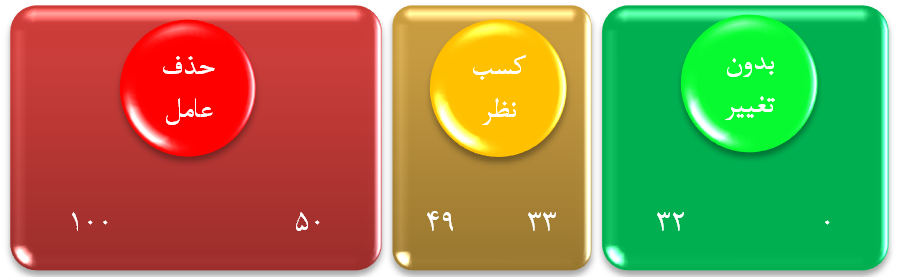 بدون
تغییر
۰ ۳۲
کسب
نظر
۳۳ ۴۹
حذف
عامل
۵۰ ۱۰۰